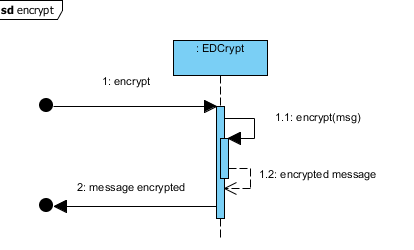 sd encrypt
: EDCrypt
1: encrypt
1.1: encrypt(msg)
1.2: encrypted message
2: message encrypted